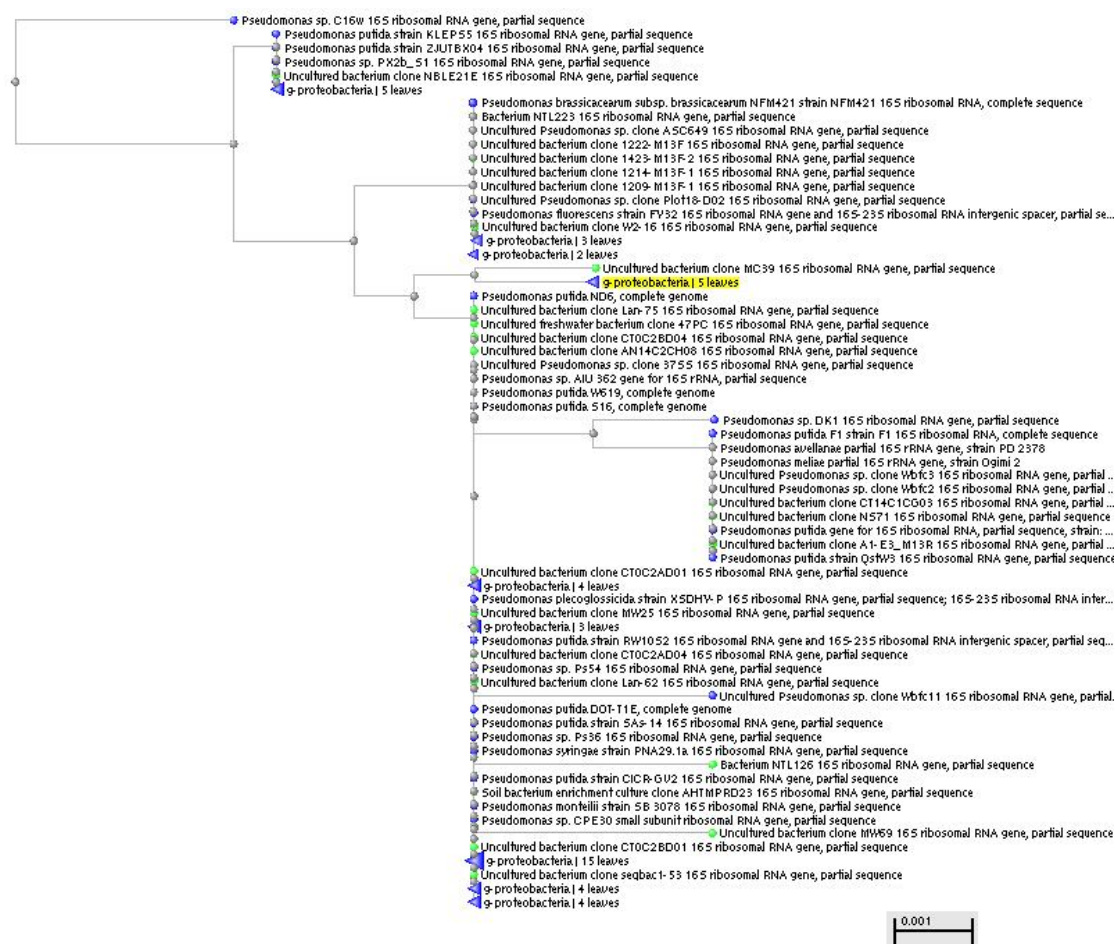 Pseudomonas sp. C16w 16S ribosomal RNA gene, partial sequence
Pseudomonas putida strain KLEP55 16S ribosomal RNA gene, partial sequence
Pseudomonas putida strain ZJUTBX04 16S ribosomal RNA gene, partial sequence
Pseudomonas sp. PX2b_S1 16S ribosomal RNA gene, partial sequence
Uncultured bacterium clone NBLE21E 16S ribosomal RNA gene, partial sequence
g-proteobacteria | 5 leaves
Pseudomonas brassicacearum subsp. brassicacearum NFM421 strain NFM421 16S ribosomal RNA, complete sequence
Bacterium NTL223 16S ribosomal RNA gene, partial sequence
Uncultured Pseudomonas sp. clone ASC649 16S ribosomal RNA gene, partial sequence
Uncultured bacterium clone 1222-M13F 16S ribosomal RNA gene, partial sequence
Uncultured bacterium clone 1423-M13F-2 16S ribosomal RNA gene, partial sequence
Uncultured bacterium clone 1214-M13F-1 16S ribosomal RNA gene, partial sequence
Uncultured bacterium clone 1209-M13F-1 16S ribosomal RNA gene, partial sequence
Uncultured Pseudomonas sp. clone Plot18-D02 16S ribosomal RNA gene, partial sequence
Pseudomonas fluorescens strain FY32 16S ribosomal RNA gene and 16S-23S ribosomal RNA intergenic spacer, partial se...
Uncultured bacterium clone W2-16 16S ribosomal RNA gene, partial sequence
g-proteobacteria | 3 leaves
g-proteobacteria | 2 leaves
Uncultured bacterium clone MC39 16S ribosomal RNA gene, partial sequence
g-proteobacteria | 5 leaves
Pseudomonas putida ND6, complete genome
Uncultured bacterium clone Lan-75 16S ribosomal RNA gene, partial sequence
Uncultured freshwater bacterium clone 47PC 16S ribosomal RNA gene, partial sequence
Uncultured bacterium clone CT0C2BD04 16S ribosomal RNA gene, partial sequence
Uncultured bacterium clone AN14C2CH08 16S ribosomal RNA gene, partial sequence
Uncultured Pseudomonas sp. clone 37SS 16S ribosomal RNA gene, partial sequence
Pseudomonas sp. AIU 362 gene for 16S rRNA, partial sequence
Pseudomonas putida W619, complete genome
Pseudomonas putida S16, complete genome
Pseudomonas sp. DK1 16S ribosomal RNA gene, partial sequence
Pseudomonas putida F1 strain F1 16S ribosomal RNA, complete sequence
Pseudomonas avellanae partial 16S rRNA gene, strain PD 2378
Pseudomonas meliae partial 16S rRNA gene, strain Ogimi 2
Uncultured Pseudomonas sp. clone Wbfc3 16S ribosomal RNA gene, partial ...
Uncultured Pseudomonas sp. clone Wbfc2 16S ribosomal RNA gene, partial ...
Uncultured bacterium clone CT14C1CG03 16S ribosomal RNA gene, partial ...
Uncultured bacterium clone NS71 16S ribosomal RNA gene, partial sequence
Pseudomonas putida gene for 16S ribosomal RNA, partial sequence, strain: ...
Uncultured bacterium clone A1-E3_M13R 16S ribosomal RNA gene, partial ...
Pseudomonas putida strain QstW3 16S ribosomal RNA gene, partial sequence
Uncultured bacterium clone CT0C2AD01 16S ribosomal RNA gene, partial sequence
g-proteobacteria | 4 leaves
Pseudomonas plecoglossicida strain XSDHY-P 16S ribosomal RNA gene, partial sequence; 16S-23S ribosomal RNA inter...
Uncultured bacterium clone MW25 16S ribosomal RNA gene, partial sequence
g-proteobacteria | 3 leaves
Pseudomonas putida strain RW10S2 16S ribosomal RNA gene and 16S-23S ribosomal RNA intergenic spacer, partial seq...
Uncultured bacterium clone CT0C2AD04 16S ribosomal RNA gene, partial sequence
Pseudomonas sp. Ps54 16S ribosomal RNA gene, partial sequence
Uncultured bacterium clone Lan-62 16S ribosomal RNA gene, partial sequence
Uncultured Pseudomonas sp. clone Wbfc11 16S ribosomal RNA gene, partial...
Pseudomonas putida DOT-T1E, complete genome
Pseudomonas putida strain SAs-14 16S ribosomal RNA gene, partial sequence
Pseudomonas sp. Ps36 16S ribosomal RNA gene, partial sequence
Pseudomonas syringae strain PNA29.1a 16S ribosomal RNA gene, partial sequence
Bacterium NTL126 16S ribosomal RNA gene, partial sequence
Pseudomonas putida strain CICR-GV2 16S ribosomal RNA gene, partial sequence
Soil bacterium enrichment culture clone AHTMPRD23 16S ribosomal RNA gene, partial sequence
Pseudomonas monteilii strain SB 3078 16S ribosomal RNA gene, partial sequence
Pseudomonas sp. CPE30 small subunit ribosomal RNA gene, partial sequence
Uncultured bacterium clone MW69 16S ribosomal RNA gene, partial sequence
Uncultured bacterium clone CT0C2BD01 16S ribosomal RNA gene, partial sequence
g-proteobacteria | 15 leaves
Uncultured bacterium clone seqbac1-53 16S ribosomal RNA gene, partial sequence
g-proteobacteria | 4 leaves
g-proteobacteria | 4 leaves
0.001